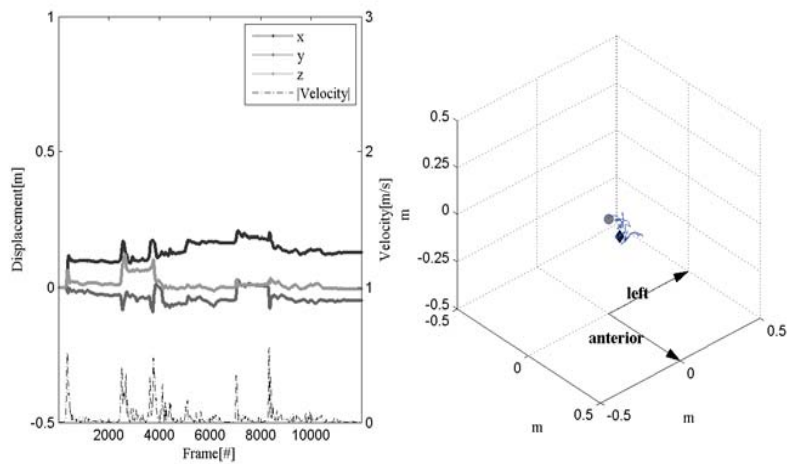 1
0.5
0
-0.5
Displacement[m]
2000 4000 6000 8000 10000
Frame[#]
3
2
1
0
Velocity[m/s]
x
y
z
|Velocity|
0.5
0.25
0
-0.25
-0.5
m
-0.5
0
0.5
m
-0.5
0
0.5
m
left
anterior